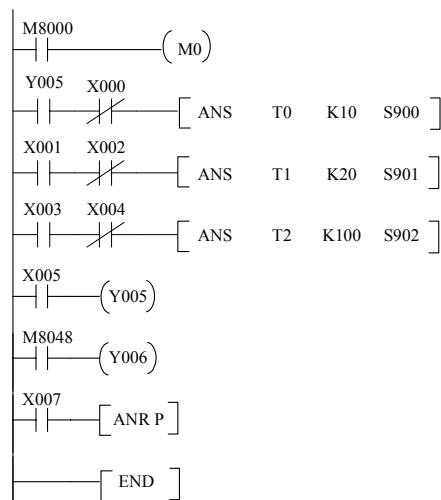 M8000
M0
Y005 X000
ANS T0 K10 S900
X001 X002
ANS T1 K20 S901
X003 X004
ANS T2 K100 S902
X005
Y005
M8048
Y006
X007
ANR P
END